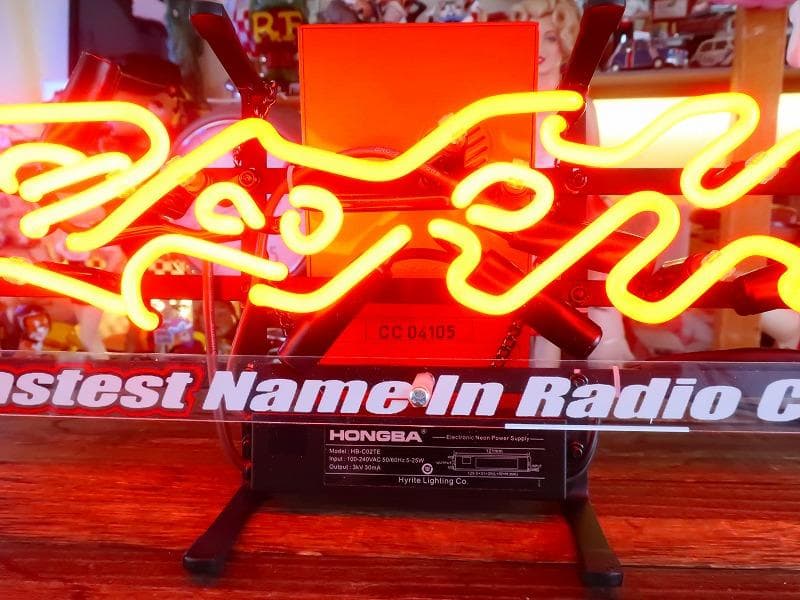 R.F.
CC 04105
astest Name In Radio C
HONGBA® Electronic Neon Power Supply
Model : HB-C02TE
Input : 100-240VAC 50/60Hz 5-25W
Output : 3kV 30mA
121mm
Hyrite Lighting Co.